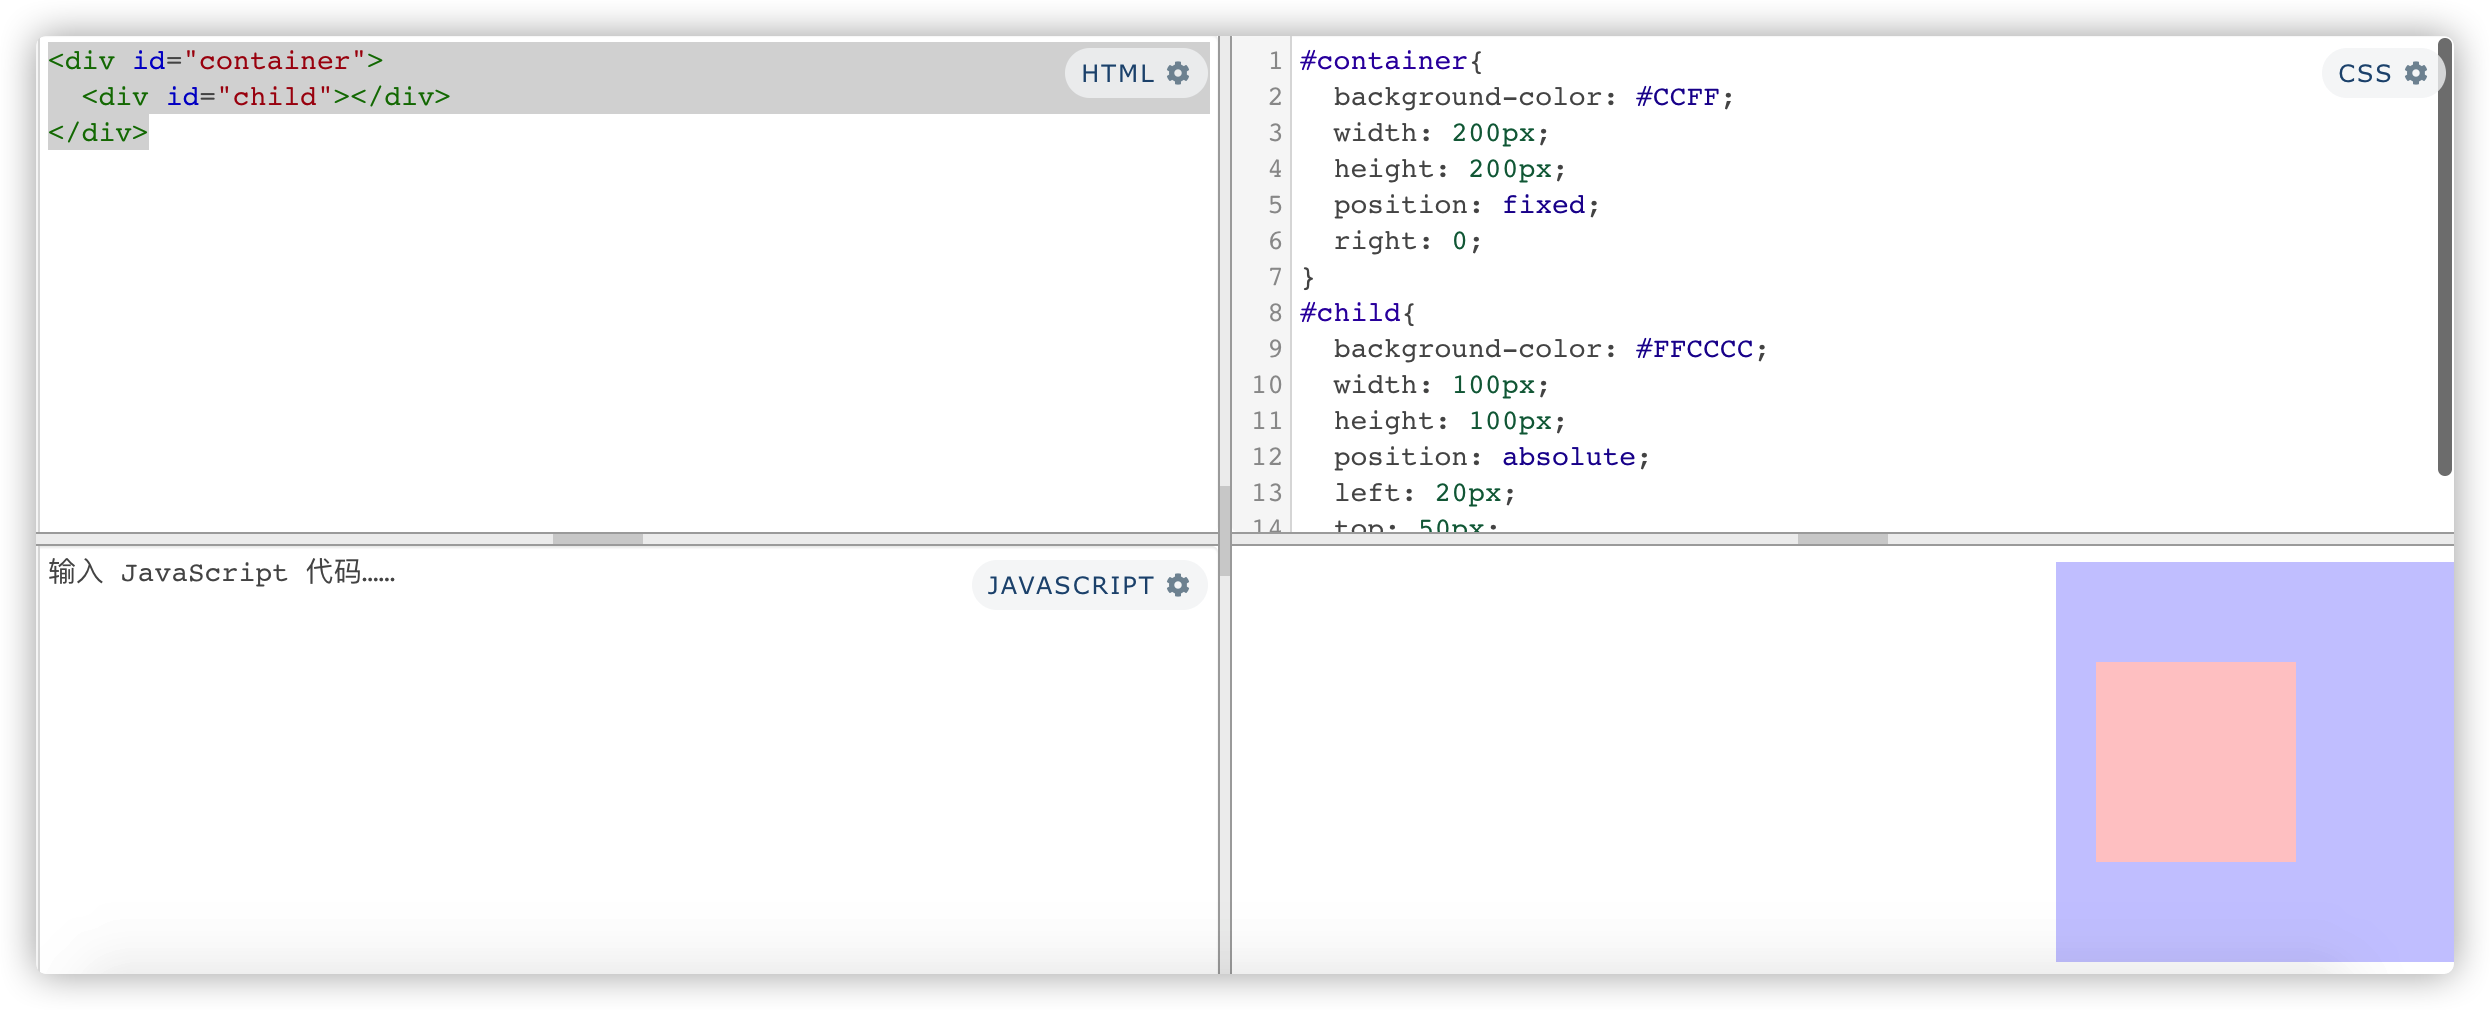 <div id="container">
  <div id="child"></div>
</div>
HTML
1 #container{
2   background-color: #CCFF;
3   width: 200px;
4   height: 200px;
5   position: fixed;
6   right: 0;
7 }
8 #child{
9   background-color: #FFCCCC;
10   width: 100px;
11   height: 100px;
12   position: absolute;
13   left: 20px;
14   top: 50px;
CSS
输入 JavaScript 代码……
JAVASCRIPT